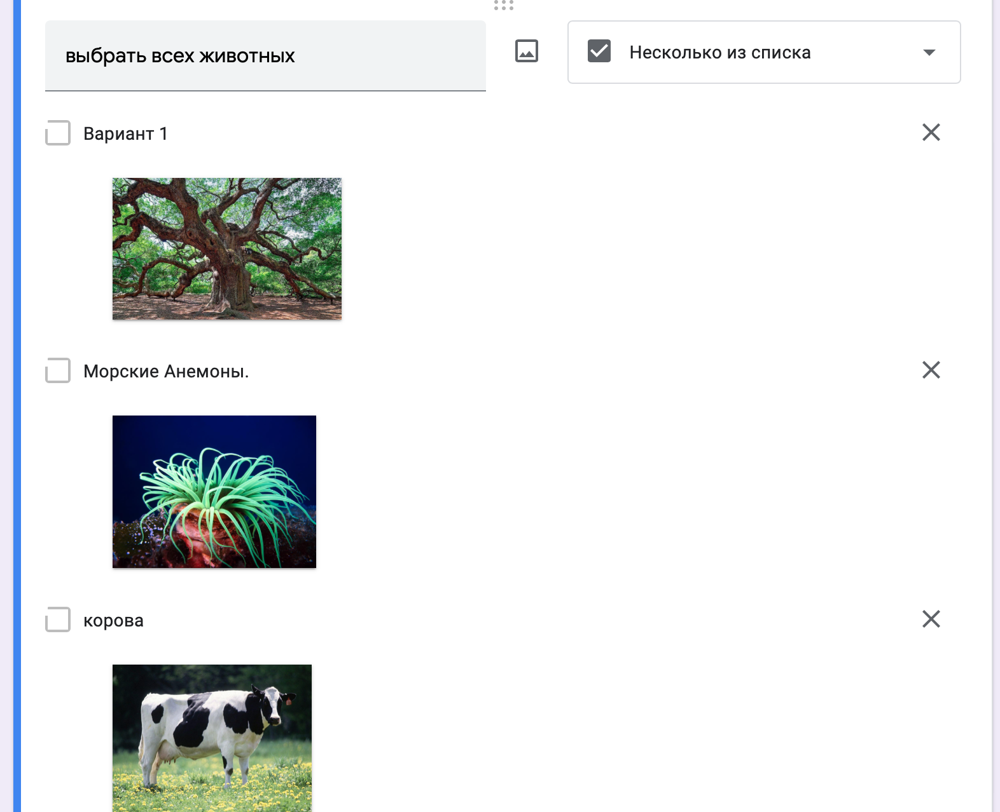 выбрать всех животных
Несколько из списка
Вариант 1
Морские Анемоны.
корова